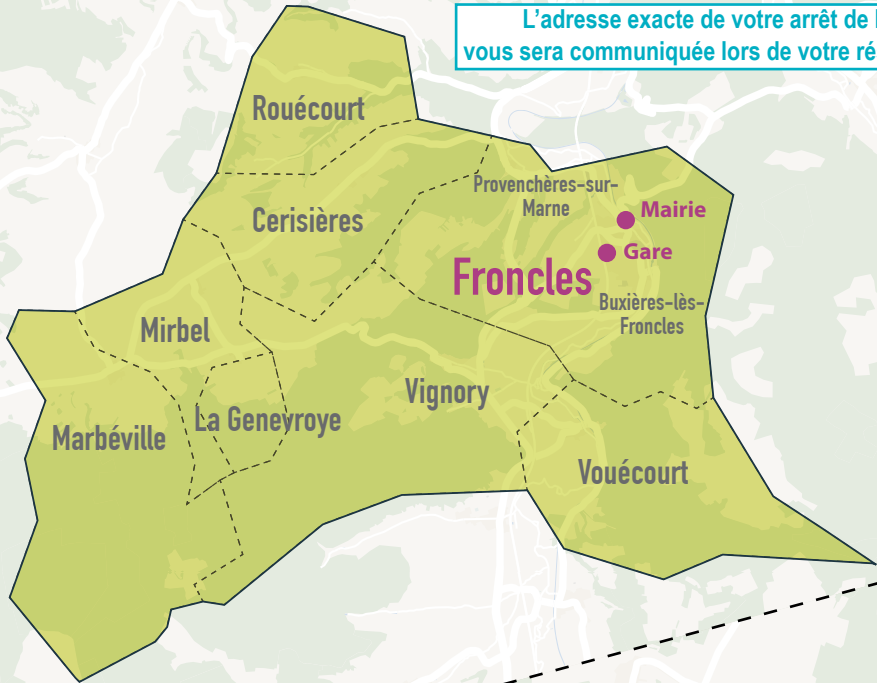 L'adresse exacte de votre arrêt de
vous sera communiquée lors de votre
Rouécourt
Provenchères-sur-
Marne
Mairie
Cerisières
Gare
Froncles
Buxières-lès-
Froncles
Mirbel
Vignory
La Genevroye
Marbéville
Vouécourt